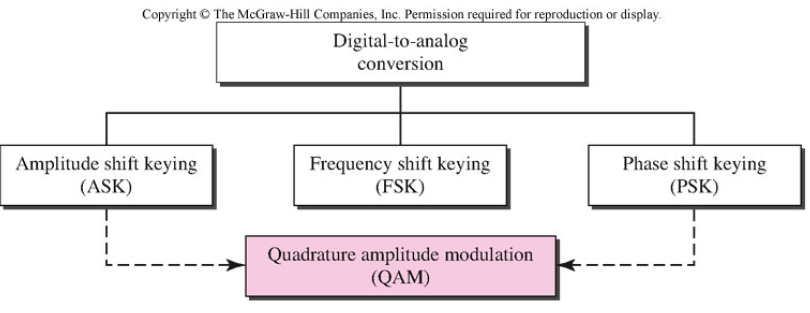 Copyright © The McGraw-Hill Companies, Inc. Permission required for reproduction or display.
Digital-to-analog
conversion
Amplitude shift keying
(ASK)
Frequency shift keying
(FSK)
Phase shift keying
(PSK)
Quadrature amplitude modulation
(QAM)